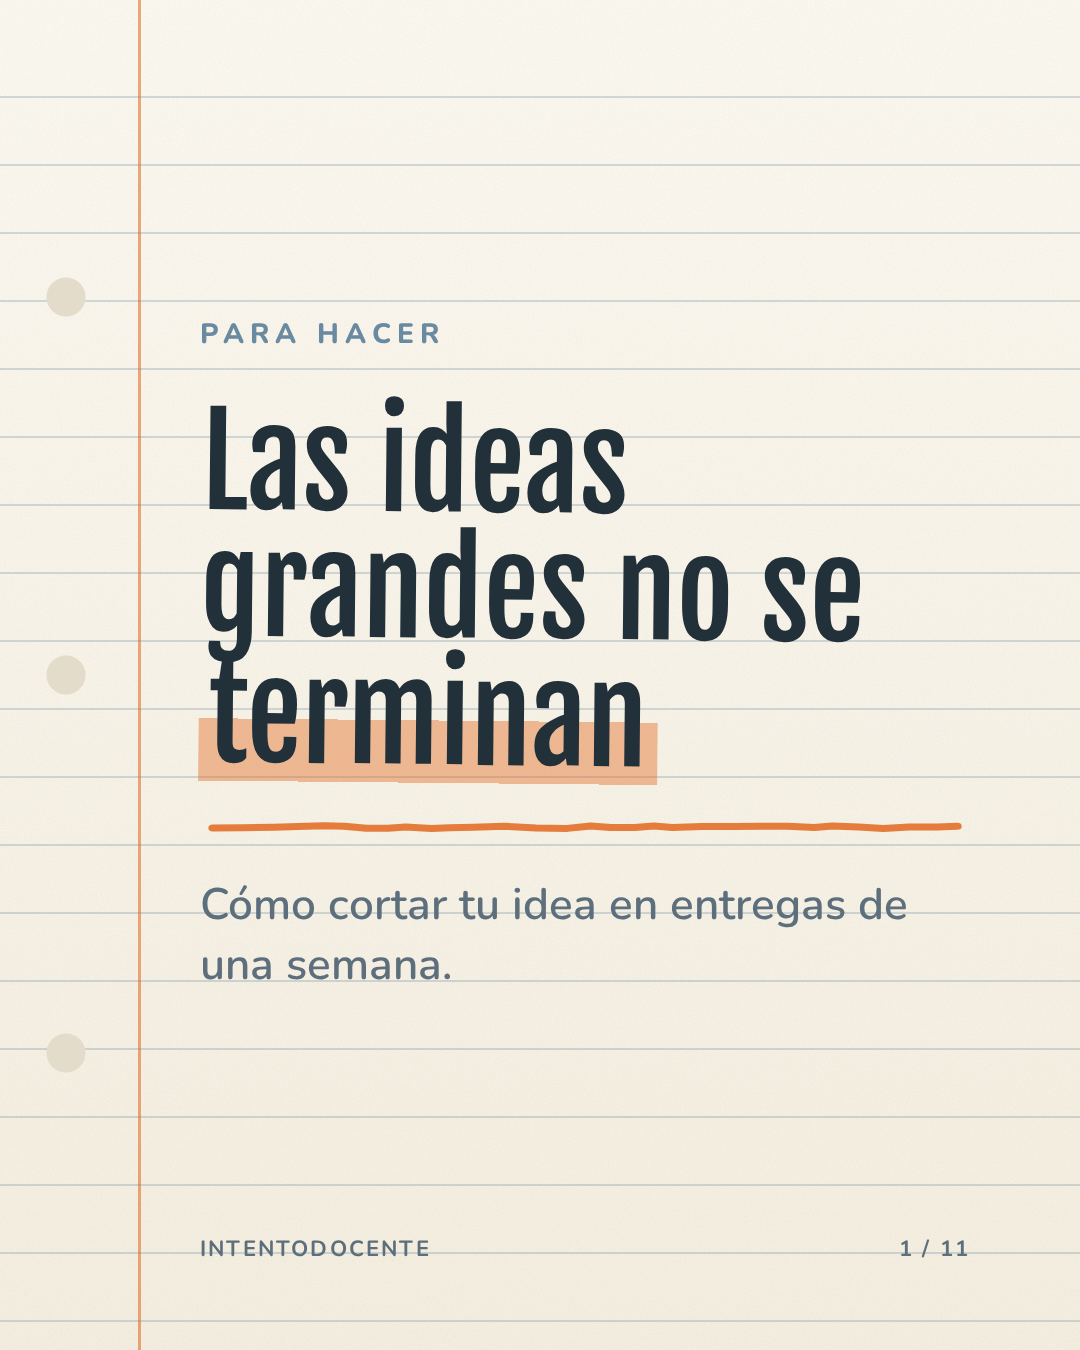 PARA HACER
Las ideas
grandes no se
terminan
Cómo cortar tu idea en entregas de
una semana.
INTENTODOCENTE
1 / 11